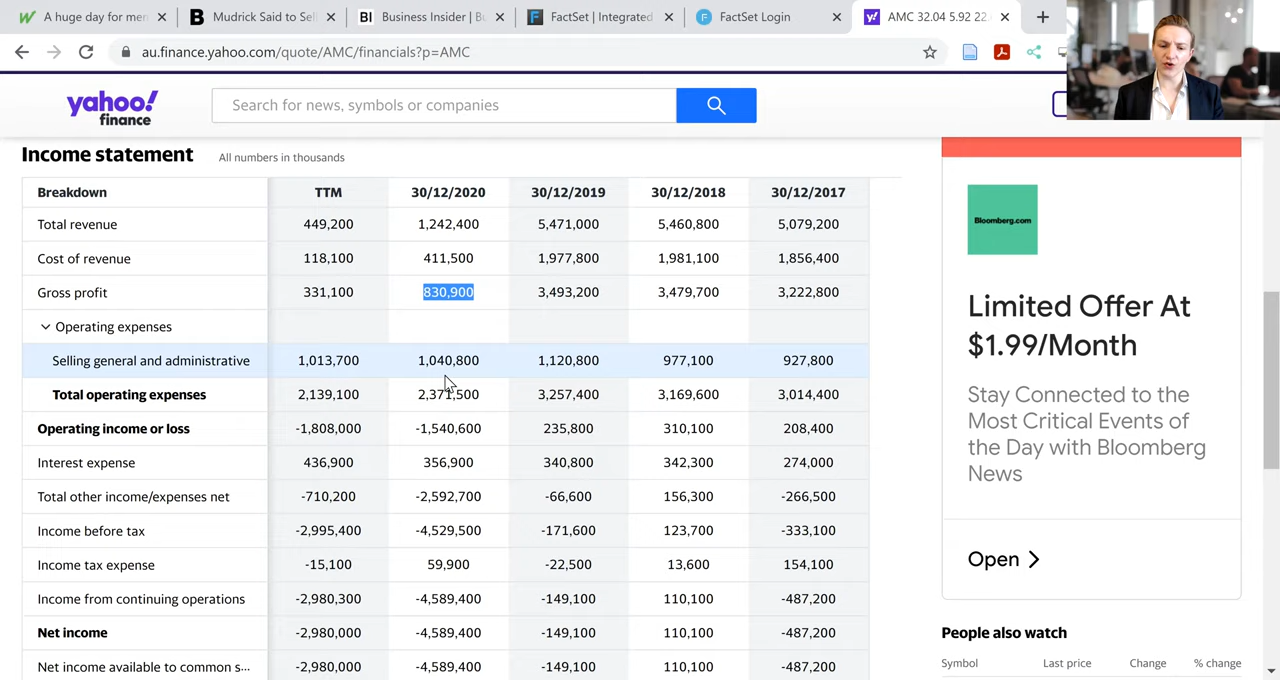 A huge day for mer
Mudrick Said to Sel
Business Insider | Bu
FactSet | Integrated
FactSet Login
AMC 32.04 5.92 22
au.finance.yahoo.com/quote/AMC/financials?p=AMC
yahoo!
finance
Search for news, symbols or companies
Income statement All numbers in thousands
Breakdown TTM 30/12/2020 30/12/2019 30/12/2018 30/12/2017
Total revenue 449,200 1,242,400 5,471,000 5,460,800 5,079,200
Cost of revenue 118,100 411,500 1,977,800 1,981,100 1,856,400
Gross profit 331,100 830,900 3,493,200 3,479,700 3,222,800
Operating expenses
Selling general and administrative 1,017,700 1,040,800 1,120,800 977,100 927,800
Total operating expenses 2,139,100 2,371,500 3,257,400 3,169,600 3,014,400
Operating income or loss -1,808,000 -1,540,600 235,800 310,100 208,400
Interest expense 436,900 356,900 340,800 342,300 274,000
Total other income/expenses net -710,200 -2,592,700 -66,600 156,300 -266,500
Income before tax -2,995,400 -4,529,500 -171,600 123,700 -333,100
Income tax expense -15,100 59,900 -22,500 13,600 154,100
Income from continuing operations -2,980,300 -4,589,400 -149,100 110,100 -487,200
Net income -2,980,000 -4,589,400 -149,100 110,100 -487,200
Net income available to common s... -2,980,000 -4,589,400 -149,100 110,100 -487,200
Bloomberg.com
Limited Offer At
$1.99/Month
Stay Connected to the
Most Critical Events of
the Day with Bloomberg
News
Open
People also watch
Symbol Last price Change % change